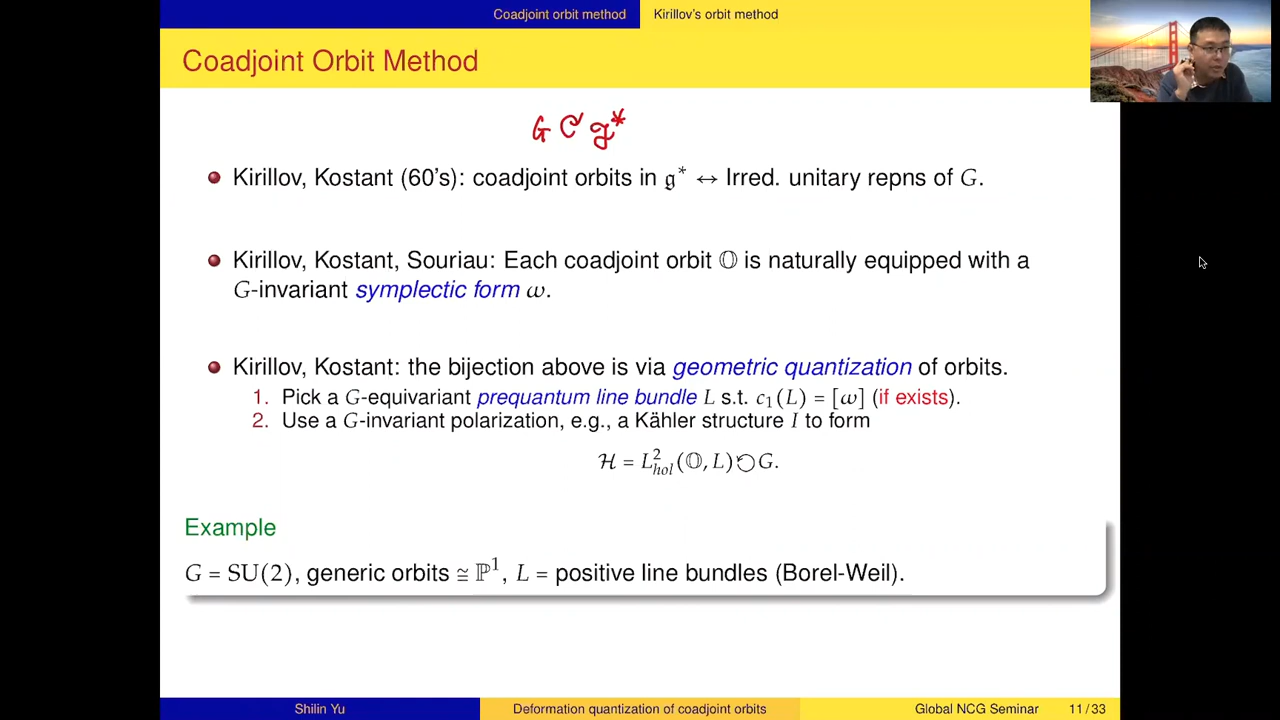 Coadjoint orbit method Kirillov's orbit method
Coadjoint Orbit Method
G ↻ 𝔤*
Kirillov, Kostant (60's): coadjoint orbits in 𝔤* ↔ Irred. unitary repns of G.
Kirillov, Kostant, Souriau: Each coadjoint orbit 𝕆 is naturally equipped with a
G-invariant symplectic form ω.
Kirillov, Kostant: the bijection above is via geometric quantization of orbits.
1. Pick a G-equivariant prequantum line bundle L s.t. c₁(L) = [ω] (if exists).
2. Use a G-invariant polarization, e.g., a Kähler structure I to form
ℋ = L²_hol(𝕆, L)↻G.
Example
G = SU(2), generic orbits ≅ ℙ¹, L = positive line bundles (Borel-Weil).
Shilin Yu Deformation quantization of coadjoint orbits Global NCG Seminar 11/33